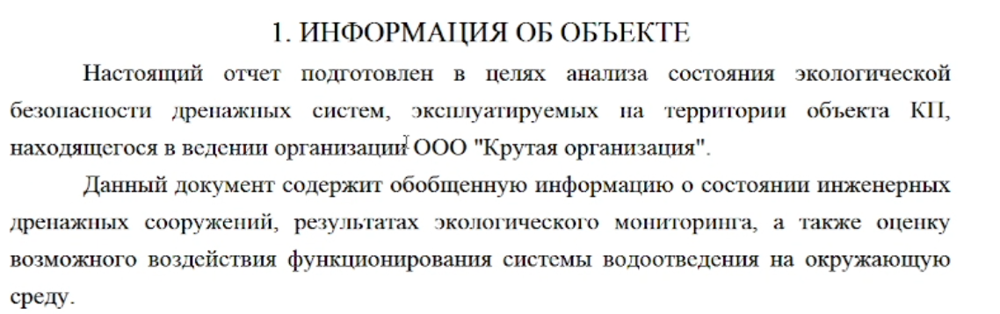 1. ИНФОРМАЦИЯ ОБ ОБЪЕКТЕ
Настоящий отчет подготовлен в целях анализа состояния экологической
безопасности дренажных систем, эксплуатируемых на территории объекта КП,
находящегося в ведении организации ООО "Крутая организация".
Данный документ содержит обобщенную информацию о состоянии инженерных
дренажных сооружений, результатах экологического мониторинга, а также оценку
возможного воздействия функционирования системы водоотведения на окружающую
среду.